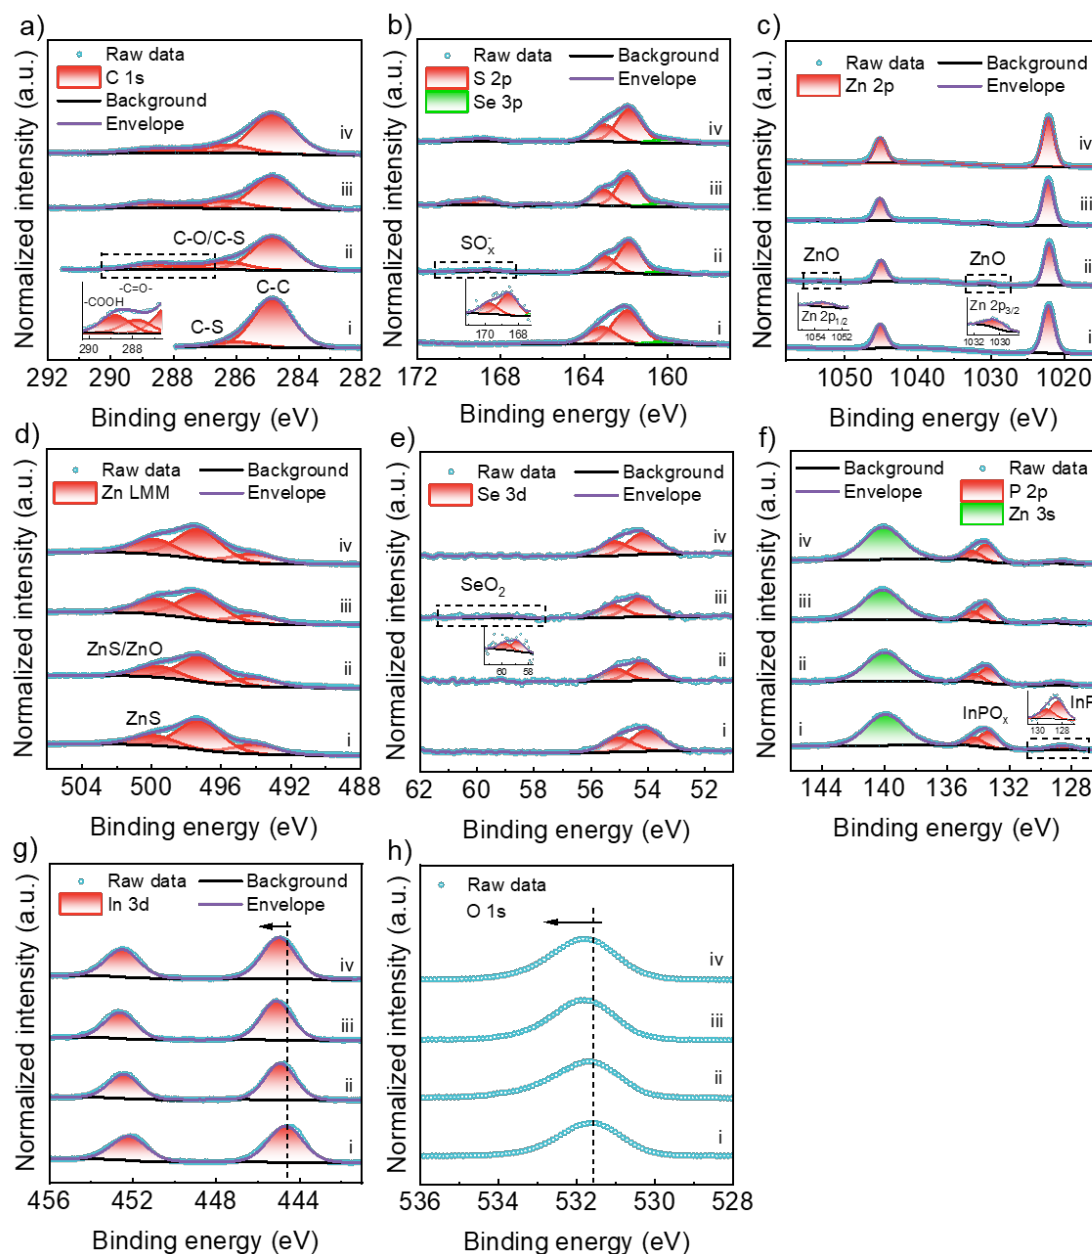 a)
Normalized intensity (a.u.)
Raw data
C 1s
Background
Envelope
iv
iii
C-O/C-S
ii
-C=O-
-COOH
C-C
C-S
290 288
i
292 290 288 286 284 282
Binding energy (eV)
b)
Normalized intensity (a.u.)
Raw data Background
S 2p Envelope
Se 3p
iv
iii
SOₓ⁻
ii
170 168
i
172 168 164 160
Binding energy (eV)
c)
Normalized intensity (a.u.)
Raw data Background
Zn 2p Envelope
iv
iii
ZnO ZnO
ii
Zn 2p₁/₂ Zn 2p₃/₂
1054 1052 1032 1030
i
1050 1040 1030 1020
Binding energy (eV)
d)
Normalized intensity (a.u.)
Raw data Background
Zn LMM Envelope
iv
iii
ZnS/ZnO
ii
ZnS
i
504 500 496 492 488
Binding energy (eV)
e)
Normalized intensity (a.u.)
Raw data Background
Se 3d Envelope
iv
SeO₂
iii
60 58
ii
i
62 60 58 56 54 52
Binding energy (eV)
f)
Normalized intensity (a.u.)
Background Raw data
Envelope P 2p
Zn 3s
iv
iii
ii
InPOₓ
InP
130 128
i
144 140 136 132 128
Binding energy (eV)
g)
Normalized intensity (a.u.)
Raw data Background
In 3d Envelope
iv
iii
ii
i
456 452 448 444
Binding energy (eV)
h)
Normalized intensity (a.u.)
Raw data
O 1s
iv
iii
ii
i
536 534 532 530 528
Binding energy (eV)